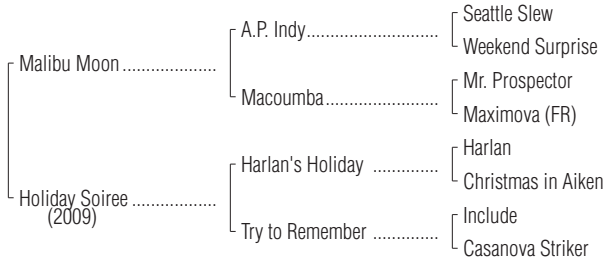 Seattle Slew
A.P. Indy
Weekend Surprise
Malibu Moon
Mr. Prospector
Macoumba
Maximova (FR)
Harlan
Harlan's Holiday
Christmas in Aiken
Holiday Soiree
(2009)
Include
Try to Remember
Casanova Striker